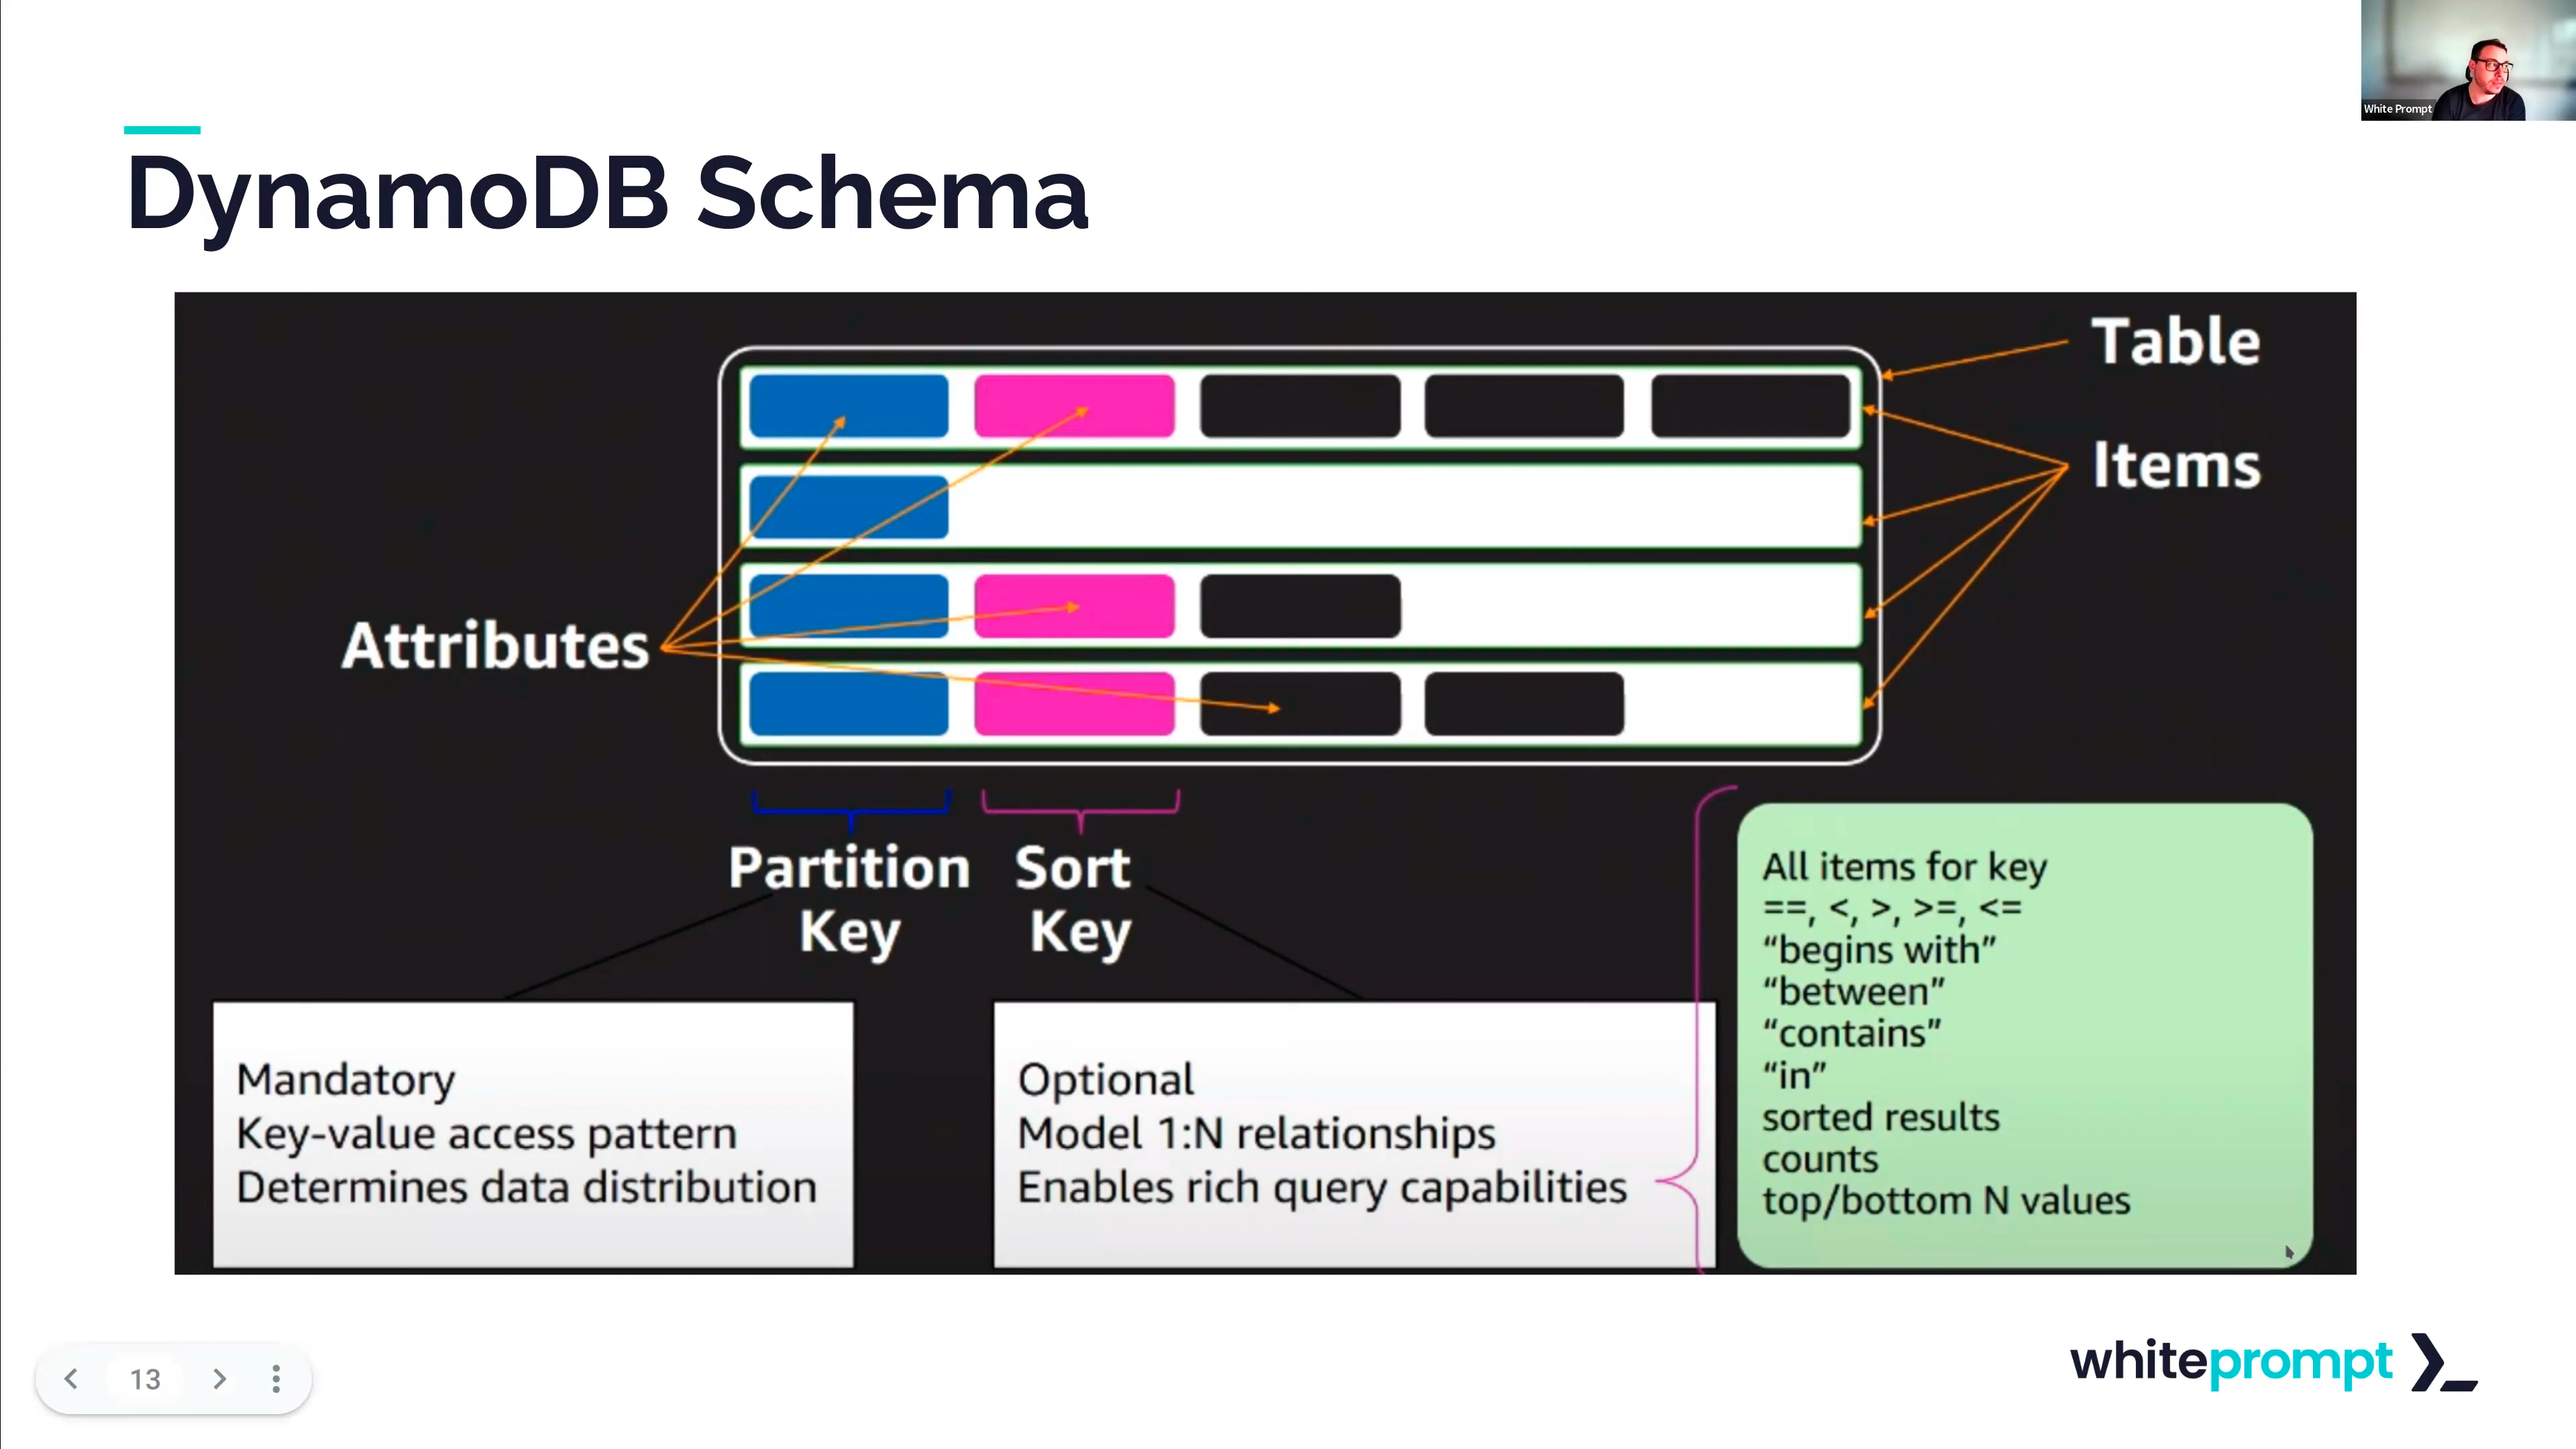 White Prompt
DynamoDB Schema
Table
Items
Attributes
Partition
Key
Sort
Key
Mandatory
Key-value access pattern
Determines data distribution
Optional
Model 1:N relationships
Enables rich query capabilities
All items for key
==, <, >, >=, <=
“begins with”
“between”
“contains”
“in”
sorted results
counts
top/bottom N values
13
whiteprompt